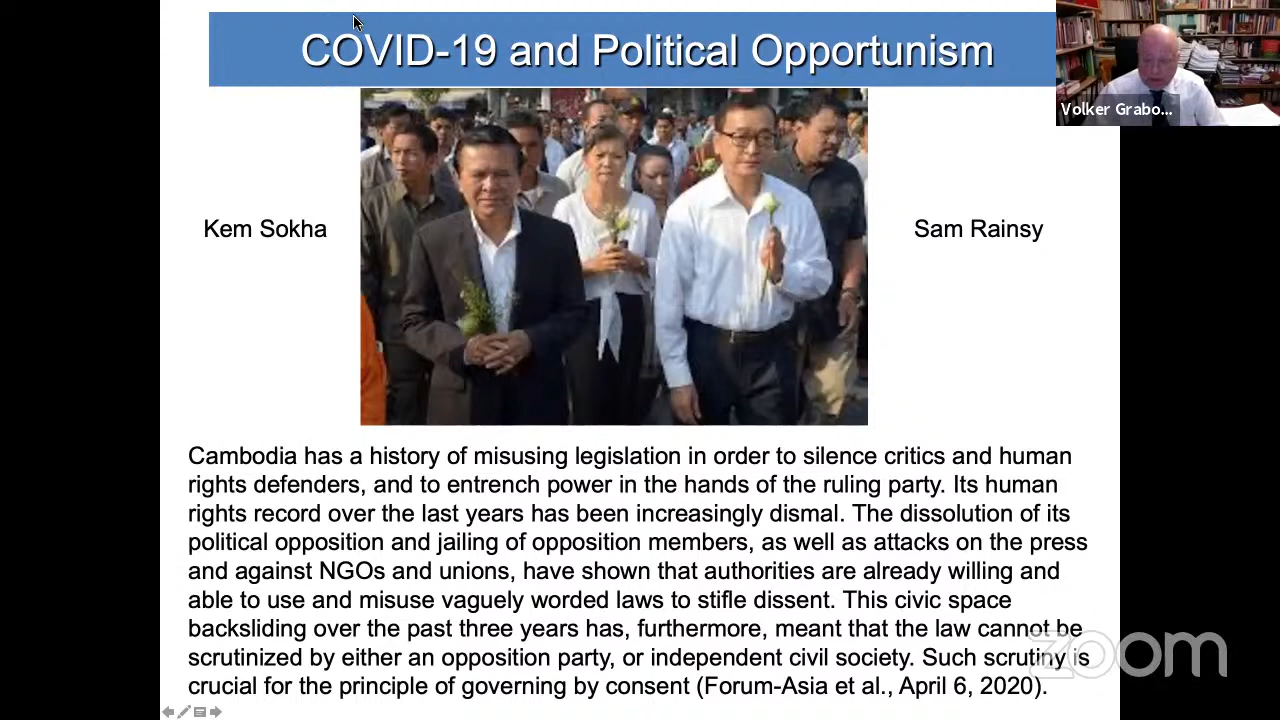 COVID-19 and Political Opportunism
Volker Grabo...
Kem Sokha
Sam Rainsy
Cambodia has a history of misusing legislation in order to silence critics and human
rights defenders, and to entrench power in the hands of the ruling party. Its human
rights record over the last years has been increasingly dismal. The dissolution of its
political opposition and jailing of opposition members, as well as attacks on the press
and against NGOs and unions, have shown that authorities are already willing and
able to use and misuse vaguely worded laws to stifle dissent. This civic space
backsliding over the past three years has, furthermore, meant that the law cannot be
scrutinized by either an opposition party, or independent civil society. Such scrutiny is
crucial for the principle of governing by consent (Forum-Asia et al., April 6, 2020).
zoom